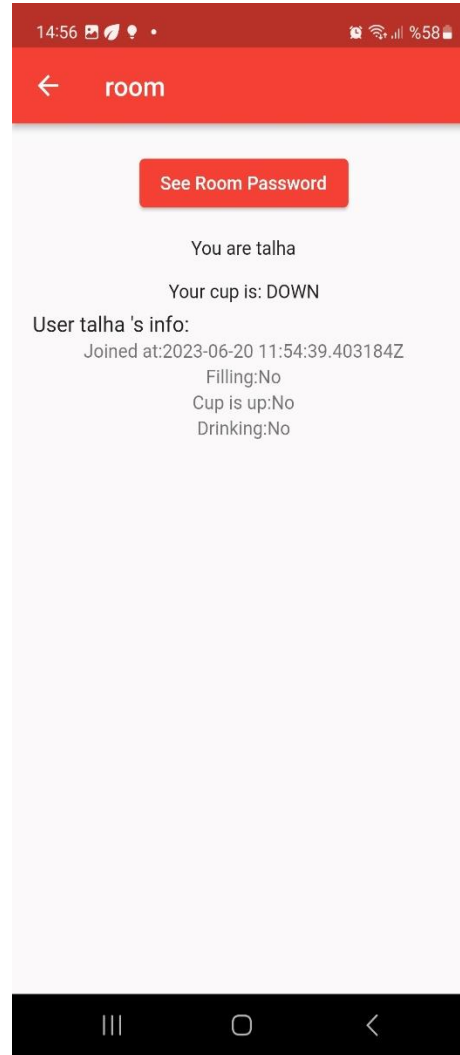 14:56 %58
room
See Room Password
You are talha
Your cup is: DOWN
User talha 's info:
Joined at:2023-06-20 11:54:39.403184Z
Filling:No
Cup is up:No
Drinking:No